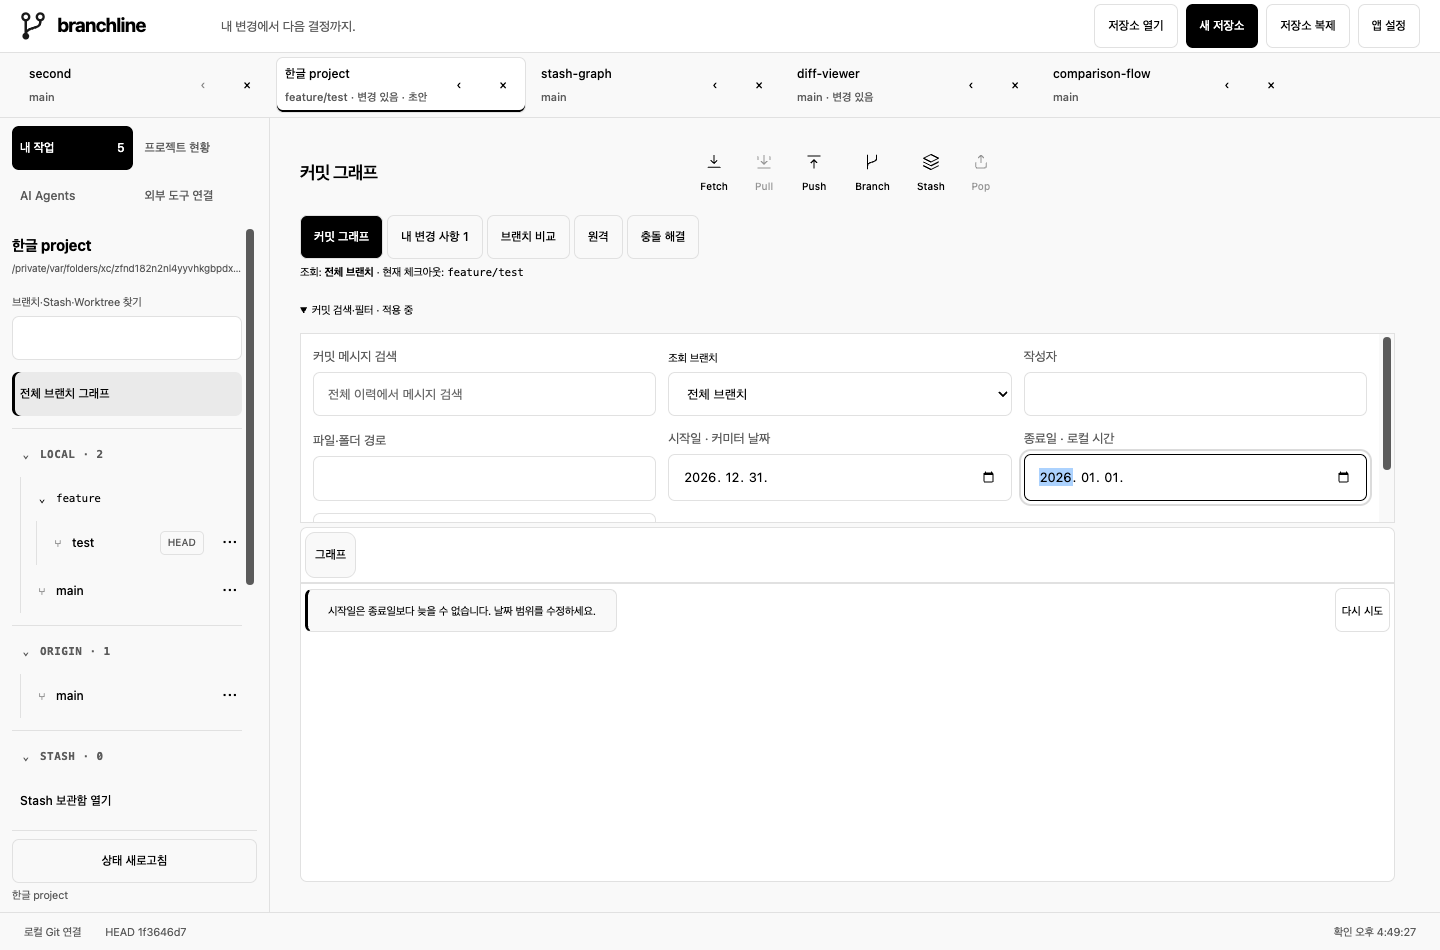 branchline
내 변경에서 다음 결정까지.
저장소 열기
새 저장소
저장소 복제
앱 설정
second
main
‹
×
한글 project
feature/test · 변경 있음 · 초안
‹
×
stash-graph
main
‹
×
diff-viewer
main · 변경 있음
‹
×
comparison-flow
main
‹
×
내 작업 5
프로젝트 현황
AI Agents
외부 도구 연결
한글 project
/private/var/folders/xc/zfnd182n2nl4yyvhkgbpdx...
브랜치·Stash·Worktree 찾기
전체 브랜치 그래프
LOCAL · 2
feature
test HEAD ...
main ...
ORIGIN · 1
main ...
STASH · 0
Stash 보관함 열기
상태 새로고침
한글 project
커밋 그래프
Fetch
Pull
Push
Branch
Stash
Pop
커밋 그래프
내 변경 사항 1
브랜치 비교
원격
충돌 해결
조회: 전체 브랜치 · 현재 체크아웃: feature/test
▼ 커밋 검색·필터 · 적용 중
커밋 메시지 검색
전체 이력에서 메시지 검색
조회 브랜치
전체 브랜치
작성자
파일·폴더 경로
시작일 · 커미터 날짜
2026. 12. 31.
종료일 · 로컬 시간
2026. 01. 01.
그래프
시작일은 종료일보다 늦을 수 없습니다. 날짜 범위를 수정하세요.
다시 시도
로컬 Git 연결
HEAD 1f3646d7
확인 오후 4:49:27